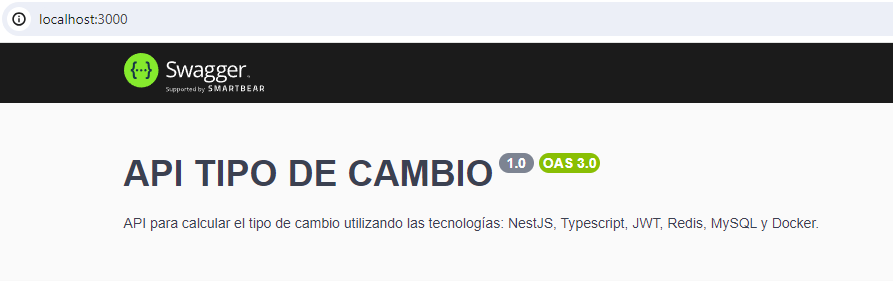 localhost:3000
Swagger
Supported by SMARTBEAR
API TIPO DE CAMBIO 1.0 OAS 3.0
API para calcular el tipo de cambio utilizando las tecnologías: NestJS, Typescript, JWT, Redis, MySQL y Docker.